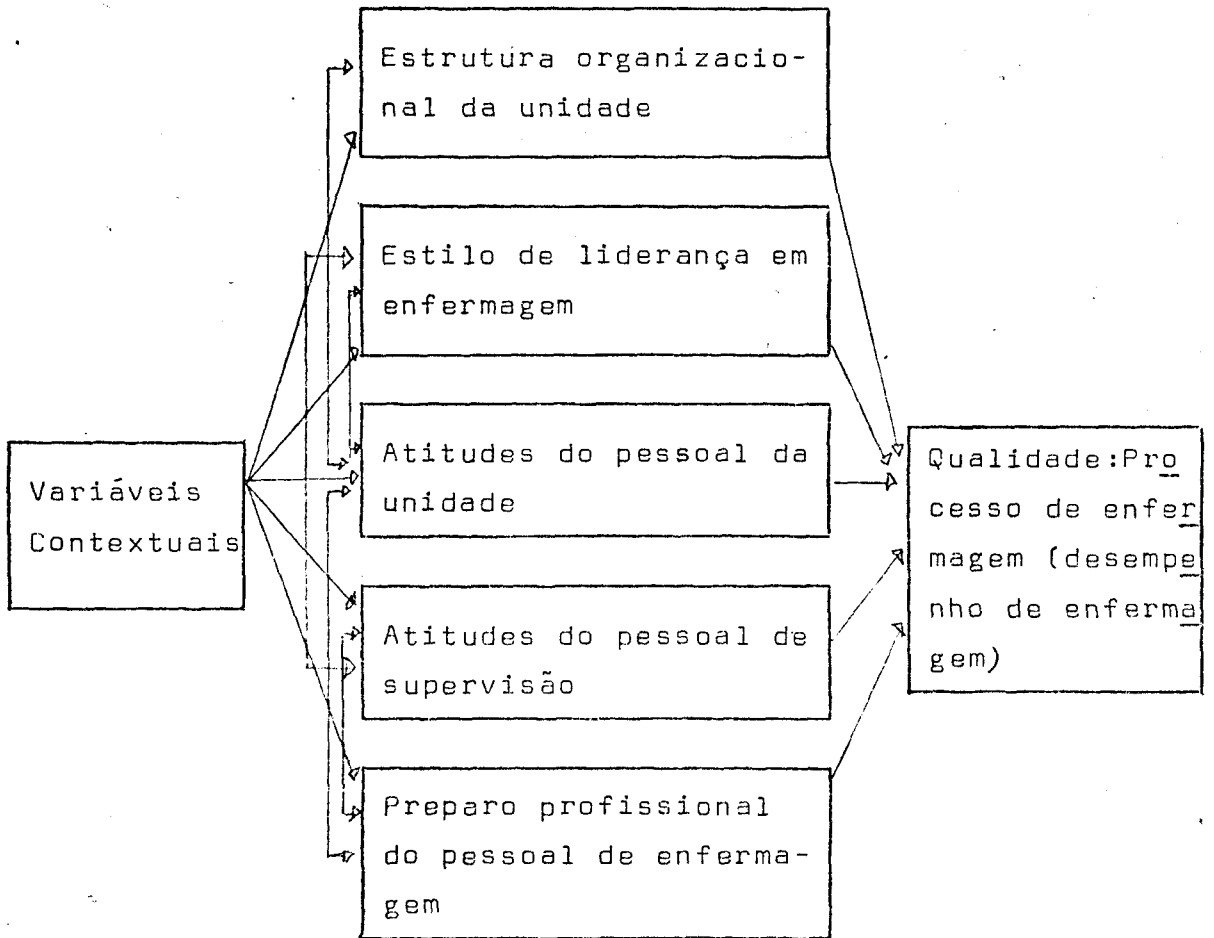 Estrutura organizacio-
nal da unidade
Estilo de liderança em
enfermagem
Variáveis
Contextuais
Atitudes do pessoal da
unidade
Atitudes do pessoal de
supervisão
Preparo profissional
do pessoal de enferma-
gem
Qualidade:Pro
cesso de enfer
magem (desempe
nho de enferma
gem)